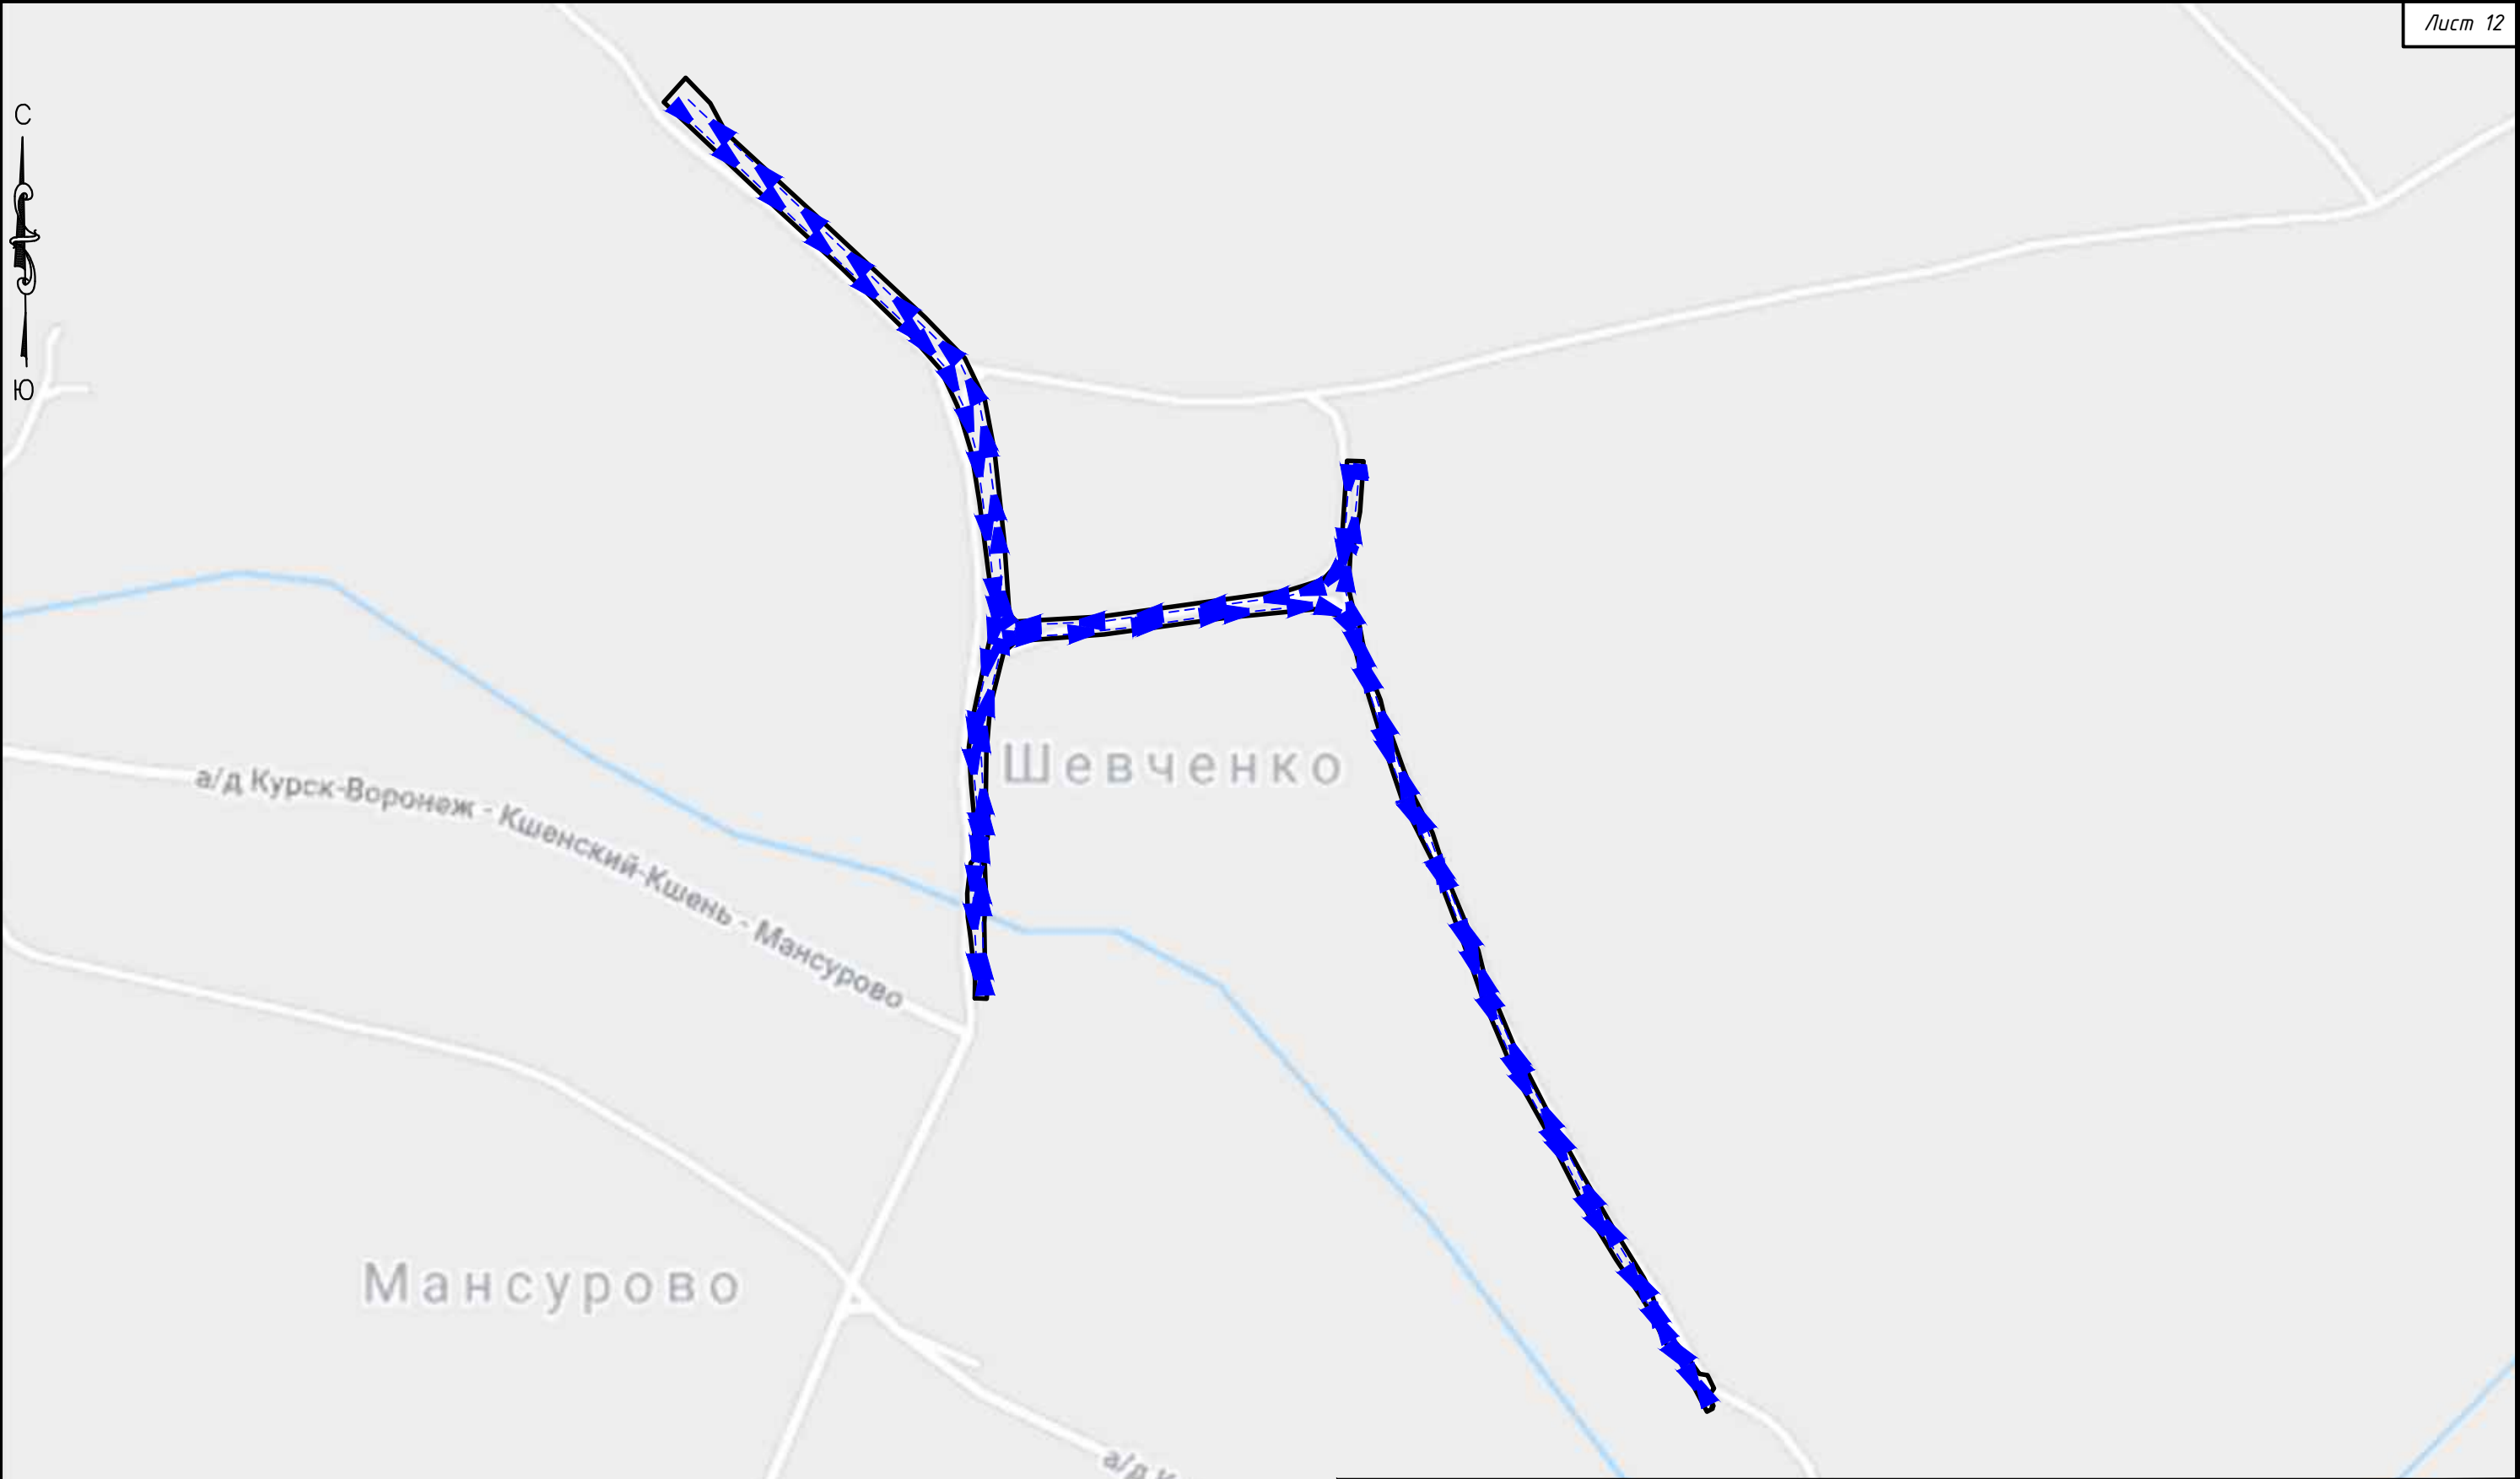 Лист 12
С
Ю
Шевченко
а/д Курск-Воронеж - Кшенский-Кшень - Мансурово
Мансурово
а/д К